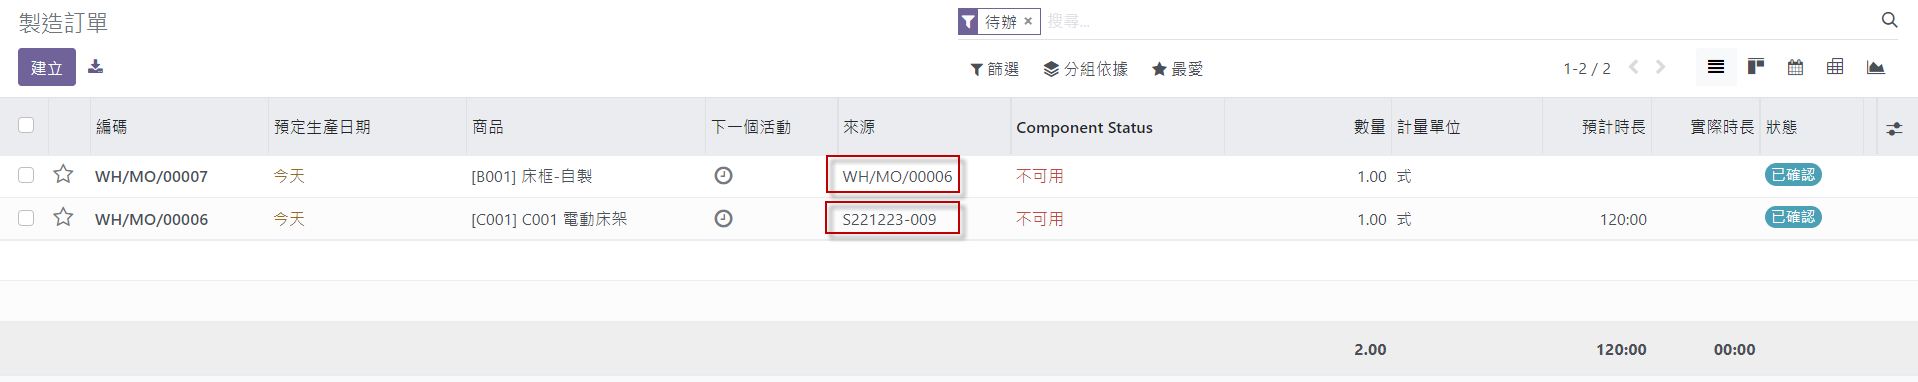 製造訂單
待辦 × 搜尋...
建立
篩選 分組依據 最愛 1-2 / 2
編碼 預定生產日期 商品 下一個活動 來源 Component Status 數量 計量單位 預計時長 實際時長 狀態
WH/MO/00007 今天 [B001] 床框-自製 WH/MO/00006 不可用 1.00 式 已確認
WH/MO/00006 今天 [C001] C001 電動床架 S221223-009 不可用 1.00 式 120:00 已確認
2.00 120:00 00:00